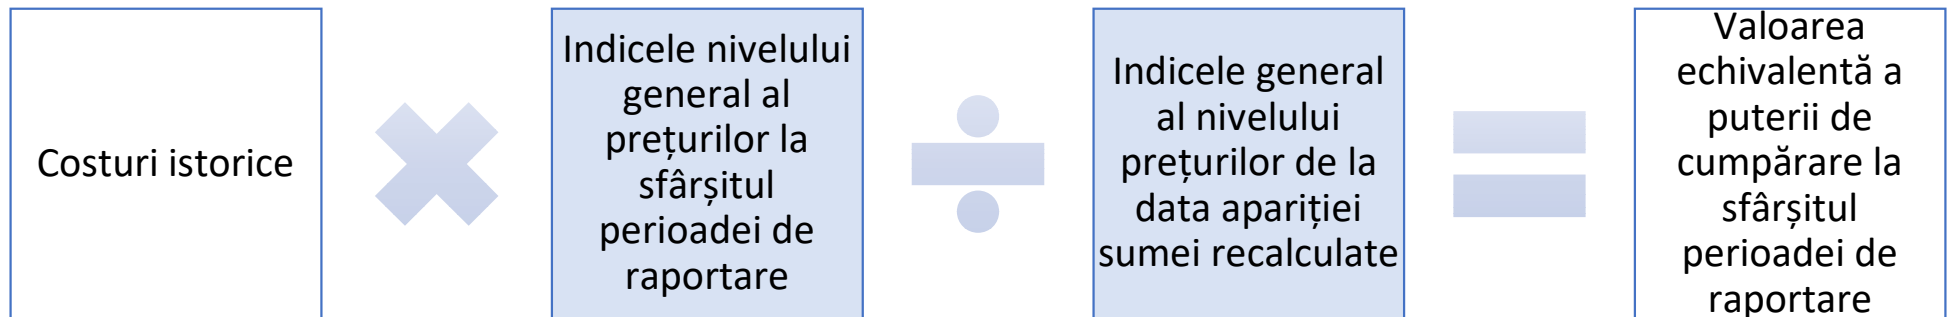 Costuri istorice
Indicele nivelului
general al
prețurilor la
sfârșitul
perioadei de
raportare
Indicele general
al nivelului
prețurilor de la
data apariției
sumei recalculate
Valoarea
echivalentă a
puterii de
cumpărare la
sfârșitul
perioadei de
raportare